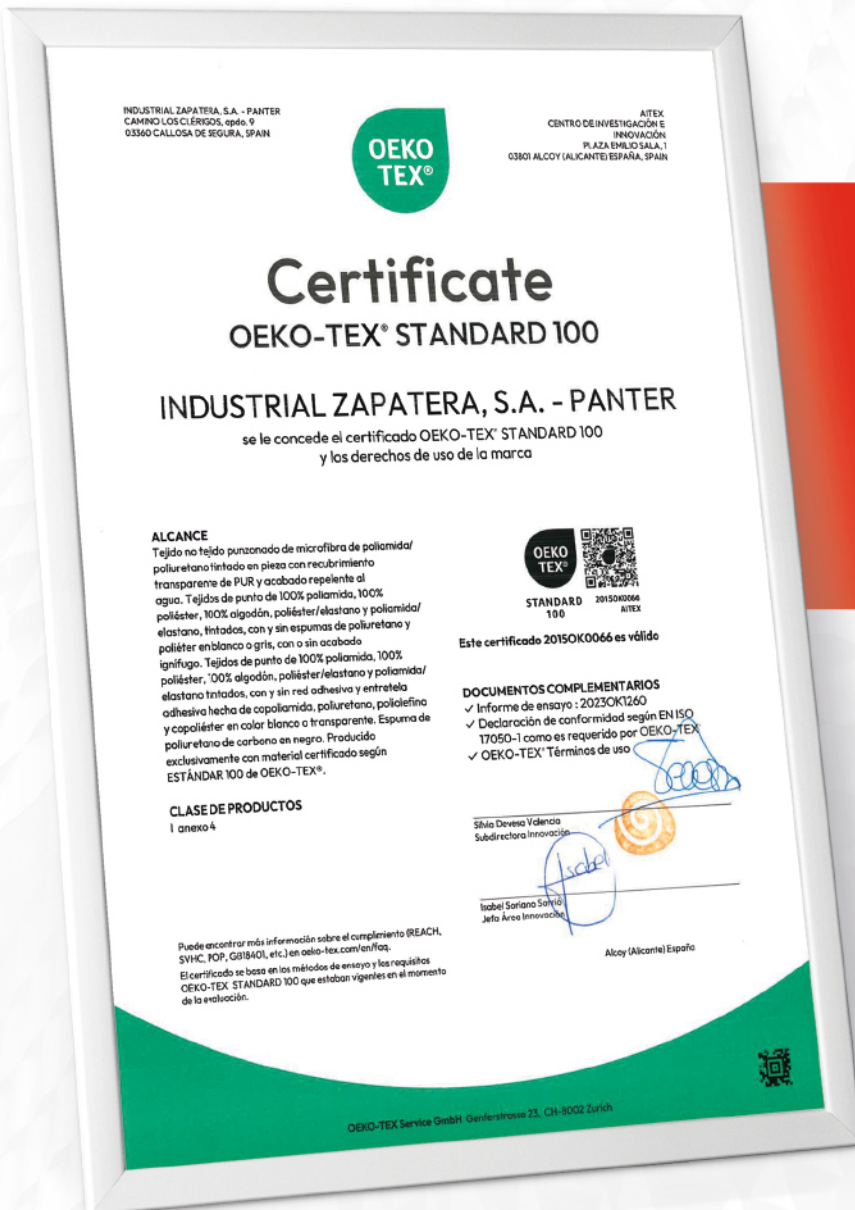 INDUSTRIAL ZAPATERA, S.A. - PANTER
CAMINO LOS CLÉRIGOS, apdo. 9
03360 CALLOSA DE SEGURA, SPAIN
OEKO
TEX®
AITEX
CENTRO DE INVESTIGACIÓN E
INNOVACIÓN
PLAZA EMILIO SALA, 1
03801 ALCOY (ALICANTE) ESPAÑA, SPAIN
Certificate
OEKO-TEX® STANDARD 100
INDUSTRIAL ZAPATERA, S.A. - PANTER
se le concede el certificado OEKO-TEX® STANDARD 100
y los derechos de uso de la marca
ALCANCE
Tejido no tejido punzonado de microfibra de poliamida/
poliuretano tintado en pieza con recubrimiento
transparente de PUR y acabado repelente al
agua. Tejidos de punto de 100% poliamida, 100%
poliéster, 100% algodón, poliéster/elastano y poliamida/
elastano, tintados, con y sin espumas de poliuretano y
poliéter en blanco o gris, con o sin acabado
ignífugo. Tejidos de punto de 100% poliamida, 100%
poliéster, 100% algodón, poliéster/elastano y poliamida/
elastano tntados, con y sin red adhesiva y entretela
adhesiva hecha de copoliamida, poliuretano, poliolefina
y copoliéster en color blanco o transparente. Espuma de
poliuretano de carbono en negro. Producido
exclusivamente con material certificado según
ESTÁNDAR 100 de OEKO-TEX®.
CLASE DE PRODUCTOS
I anexo 4
OEKO
TEX®
STANDARD
100
2015OK0066
AITEX
Este certificado 2015OK0066 es válido
DOCUMENTOS COMPLEMENTARIOS
✓ Informe de ensayo : 2023OK1260
✓ Declaración de conformidad según EN ISO
17050-1 como es requerido por OEKO-TEX®
✓ OEKO-TEX® Términos de uso
Silvia Devesa Valencia
Subdirectora Innovación
Isabel
Isabel Soriano Sarrió
Jefa Área Innovación
Alcoy (Alicante) España
Puede encontrar más información sobre el cumplimiento (REACH,
SVHC, POP, GB18401, etc.) en oeko-tex.com/en/faq.
El certificado se basa en los métodos de ensayo y los requisitos
OEKO-TEX STANDARD 100 que estaban vigentes en el momento
de la evaluación.
OEKO-TEX Service GmbH Genferstrasse 23, CH-8002 Zurich